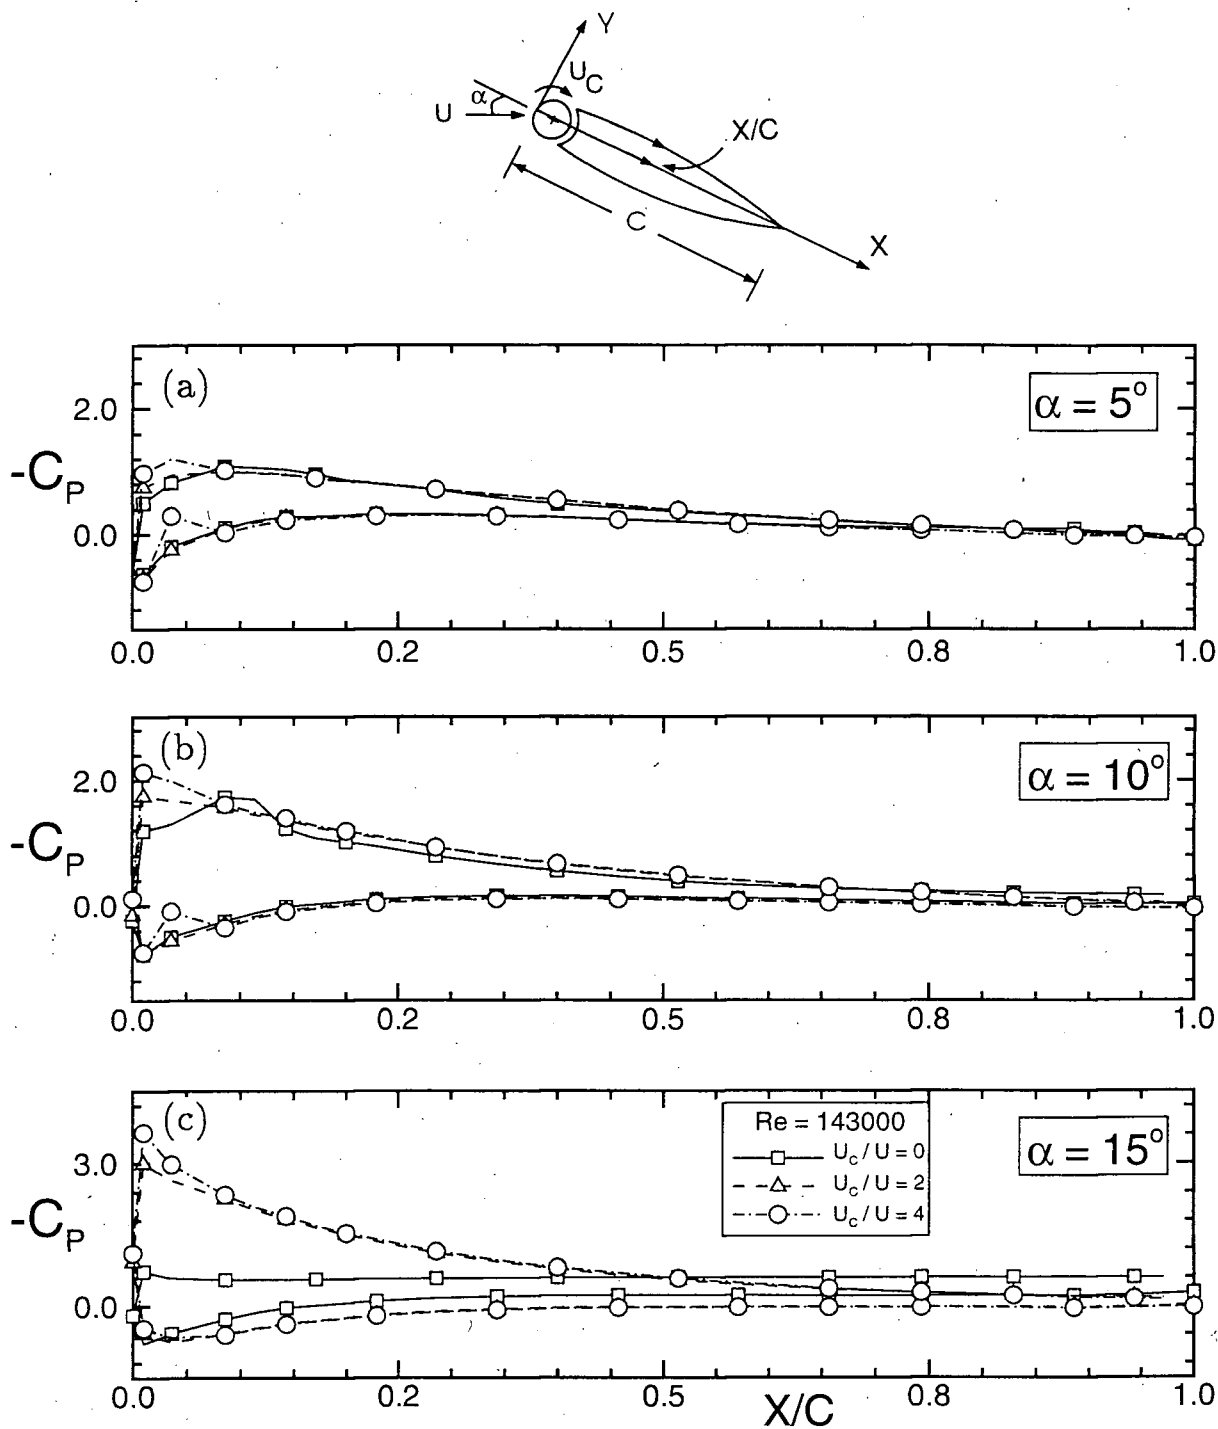 Y
U_C
α
U
X/C
C
X
(a)
α = 5°
2.0
-C_P
0.0
0.0 0.2 0.5 0.8 1.0
(b)
α = 10°
2.0
-C_P
0.0
0.0 0.2 0.5 0.8 1.0
(c)
Re = 143000
U_C / U = 0
U_C / U = 2
U_C / U = 4
α = 15°
3.0
-C_P
0.0
0.0 0.2 0.5 0.8 1.0
X/C